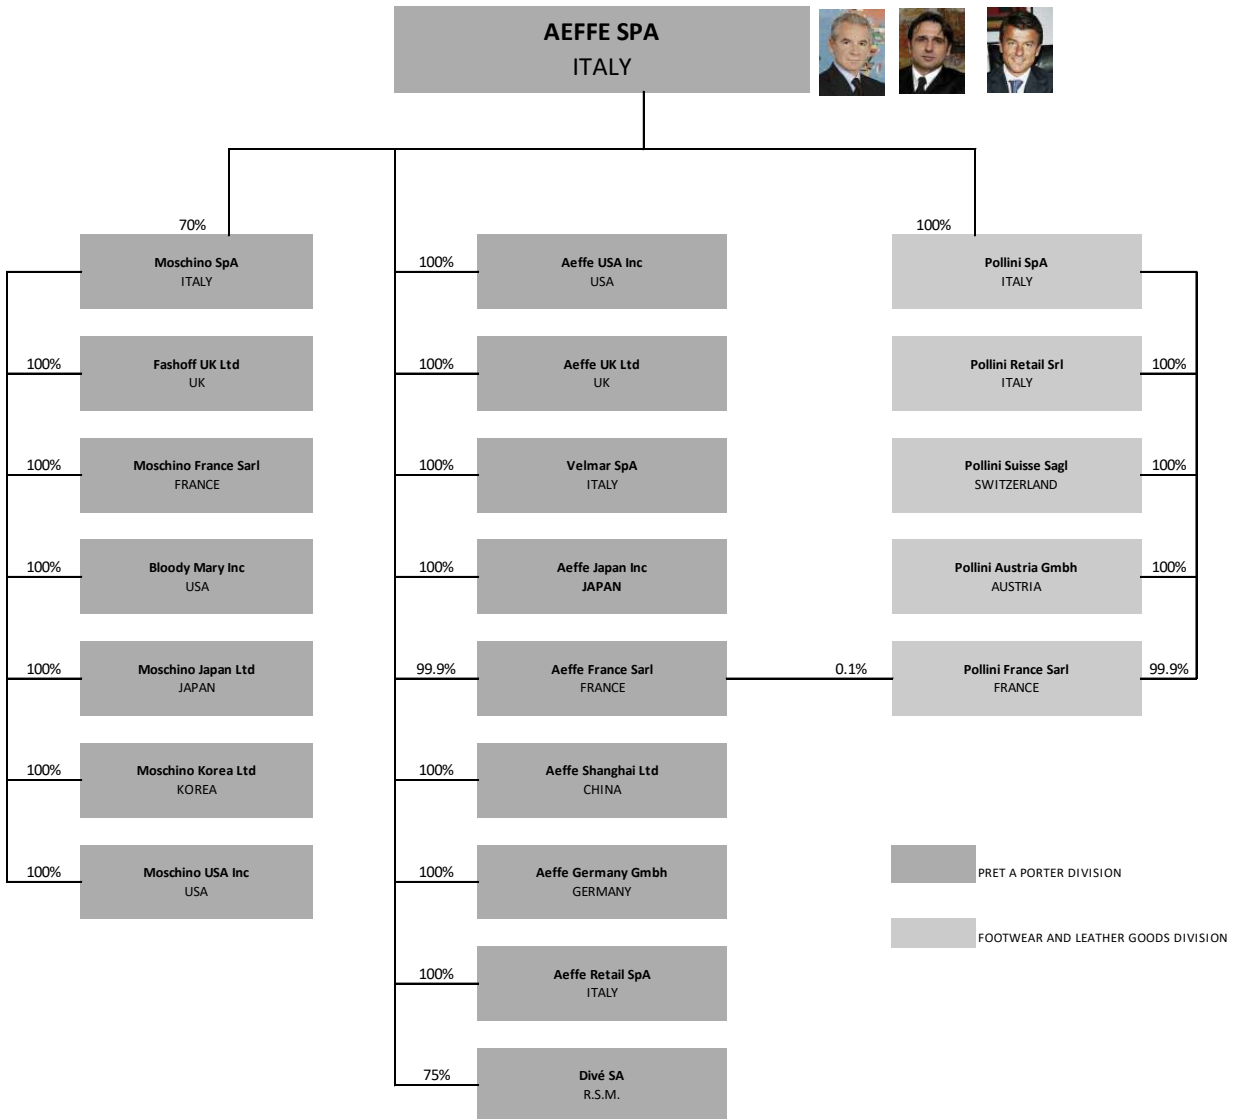 AEFFE SPA
ITALY
70%
Moschino SpA
ITALY
100%
Fashoff UK Ltd
UK
100%
Moschino France Sarl
FRANCE
100%
Bloody Mary Inc
USA
100%
Moschino Japan Ltd
JAPAN
100%
Moschino Korea Ltd
KOREA
100%
Moschino USA Inc
USA
100%
Aeffe USA Inc
USA
100%
Aeffe UK Ltd
UK
100%
Velmar SpA
ITALY
100%
Aeffe Japan Inc
JAPAN
99.9%
Aeffe France Sarl
FRANCE
100%
Aeffe Shanghai Ltd
CHINA
100%
Aeffe Germany Gmbh
GERMANY
100%
Aeffe Retail SpA
ITALY
75%
Divé SA
R.S.M.
100%
Pollini SpA
ITALY
Pollini Retail Srl
ITALY
100%
Pollini Suisse Sagl
SWITZERLAND
100%
Pollini Austria Gmbh
AUSTRIA
100%
0.1%
Pollini France Sarl
FRANCE
99.9%
PRET A PORTER DIVISION
FOOTWEAR AND LEATHER GOODS DIVISION